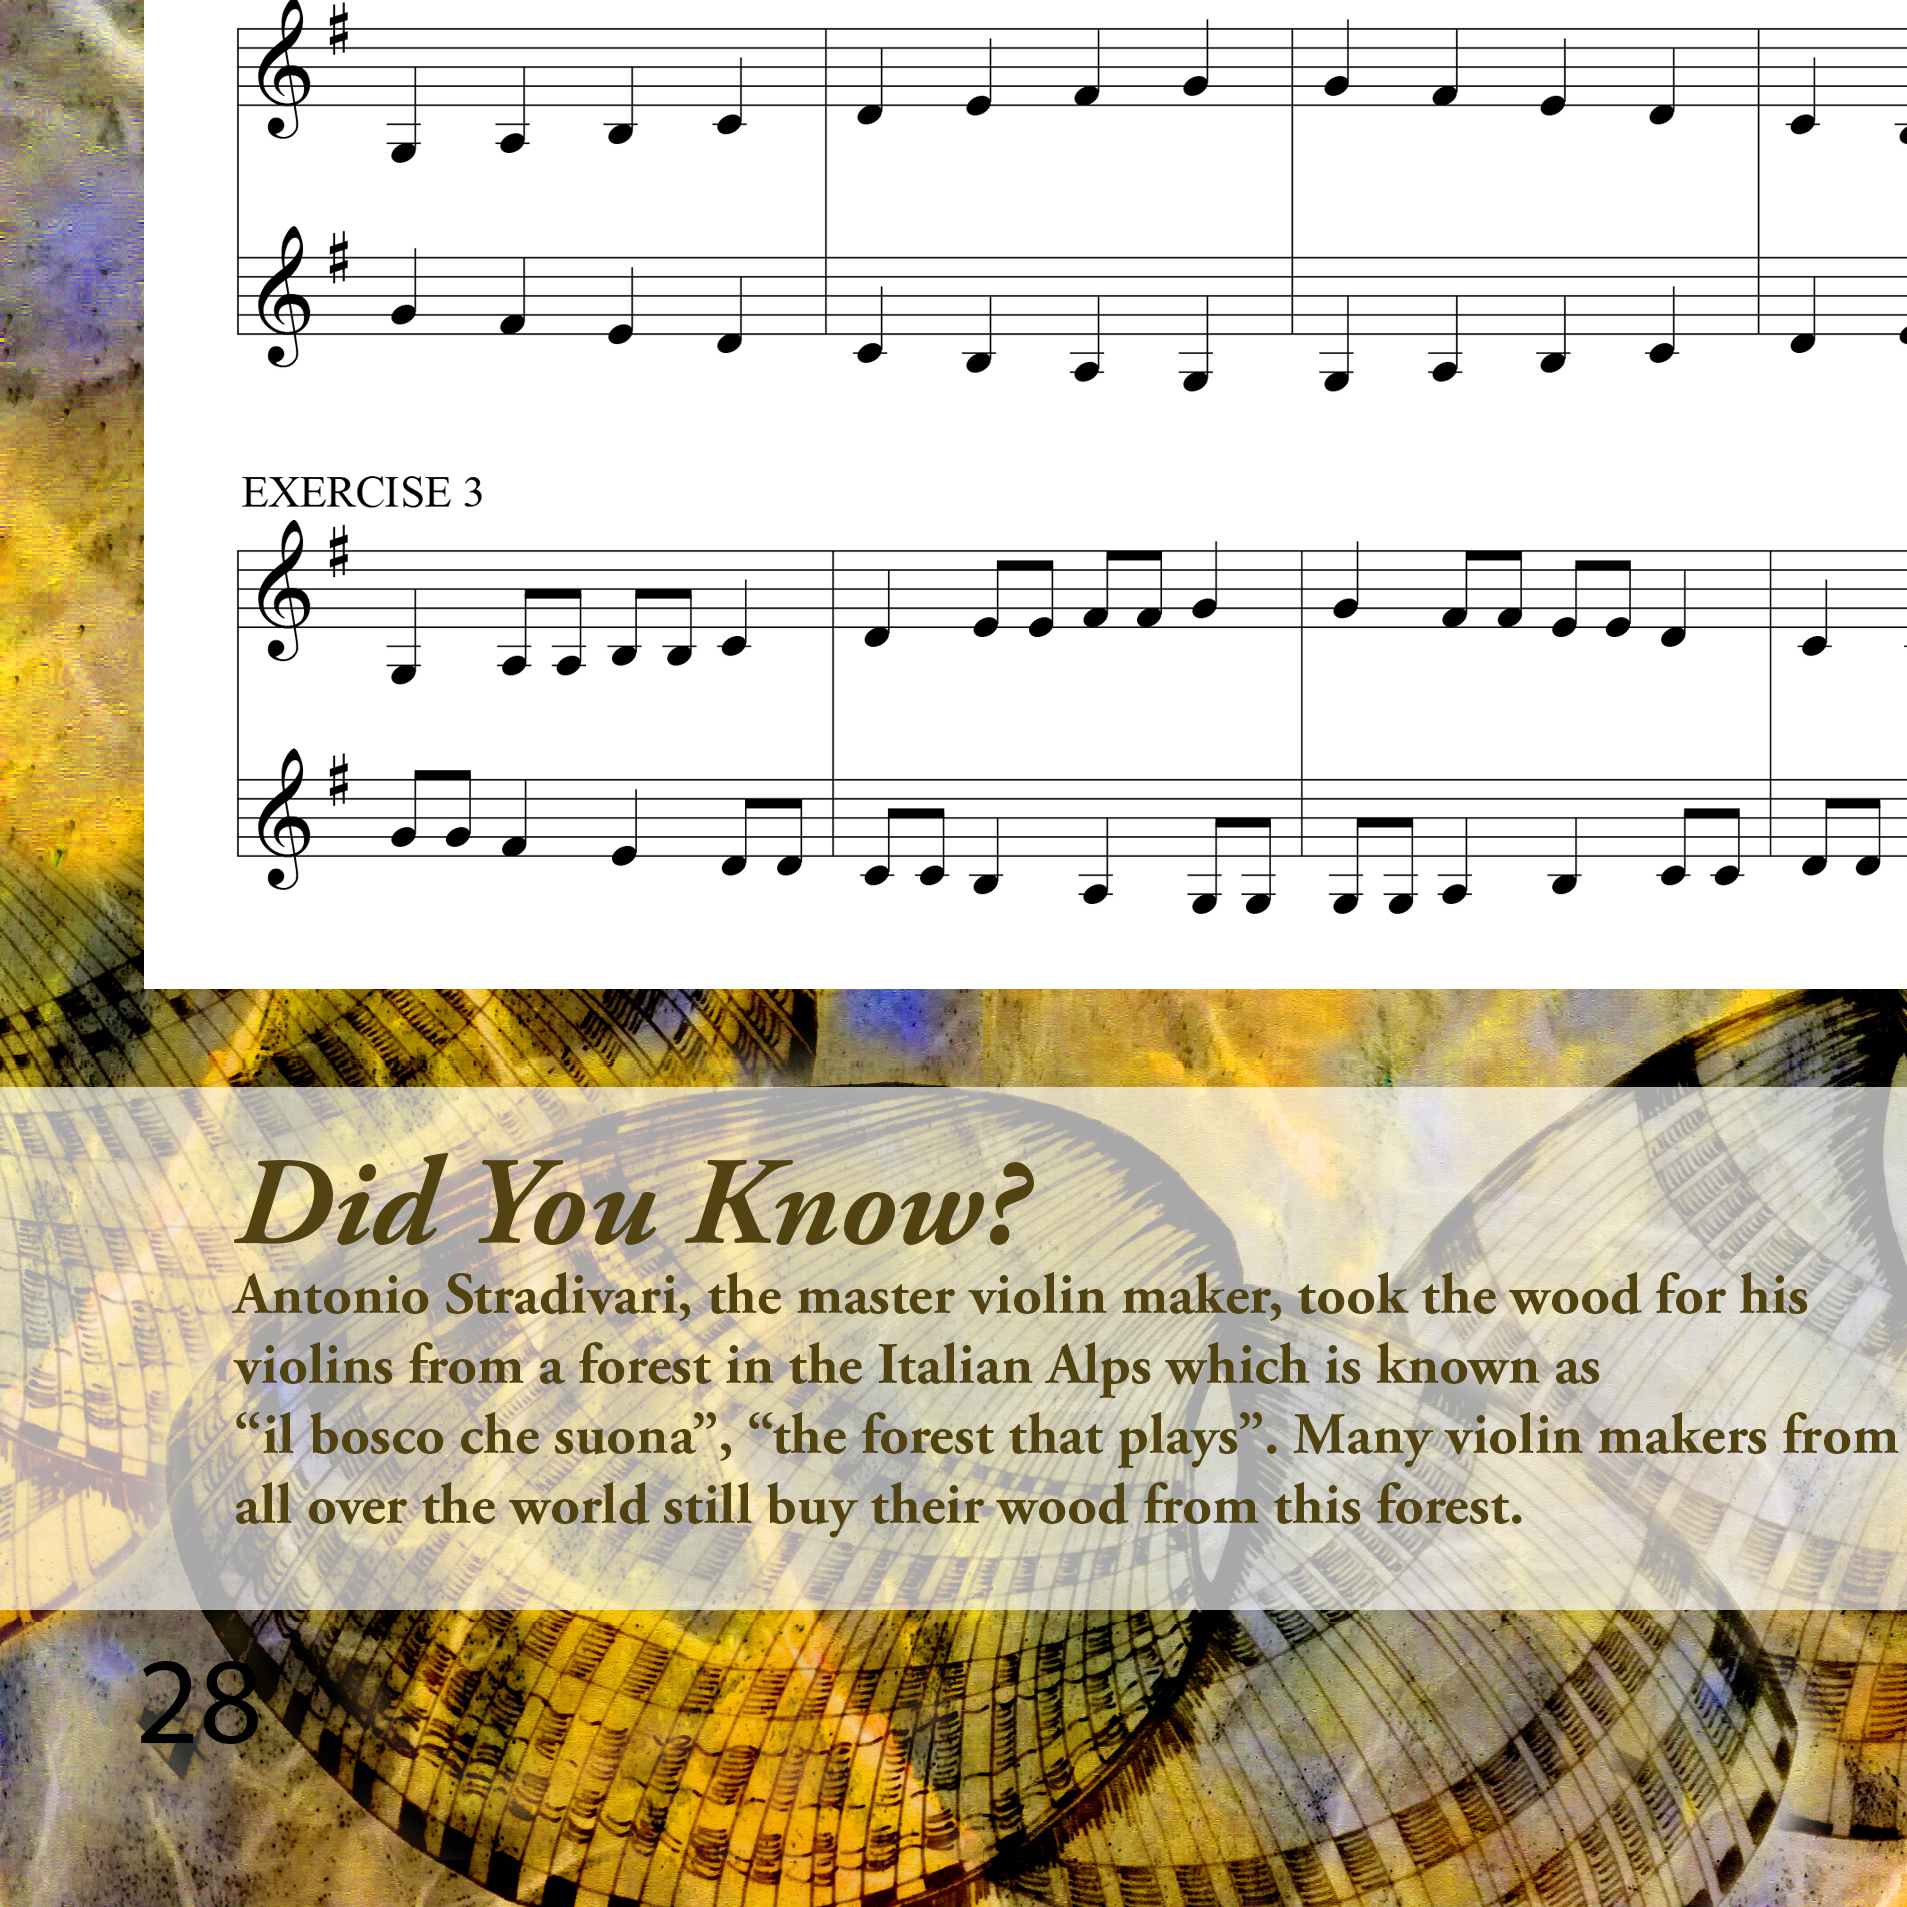 EXERCISE 3
Did You Know?
Antonio Stradivari, the master violin maker, took the wood for his
violins from a forest in the Italian Alps which is known as
“il bosco che suona”, “the forest that plays”. Many violin makers from
all over the world still buy their wood from this forest.
28